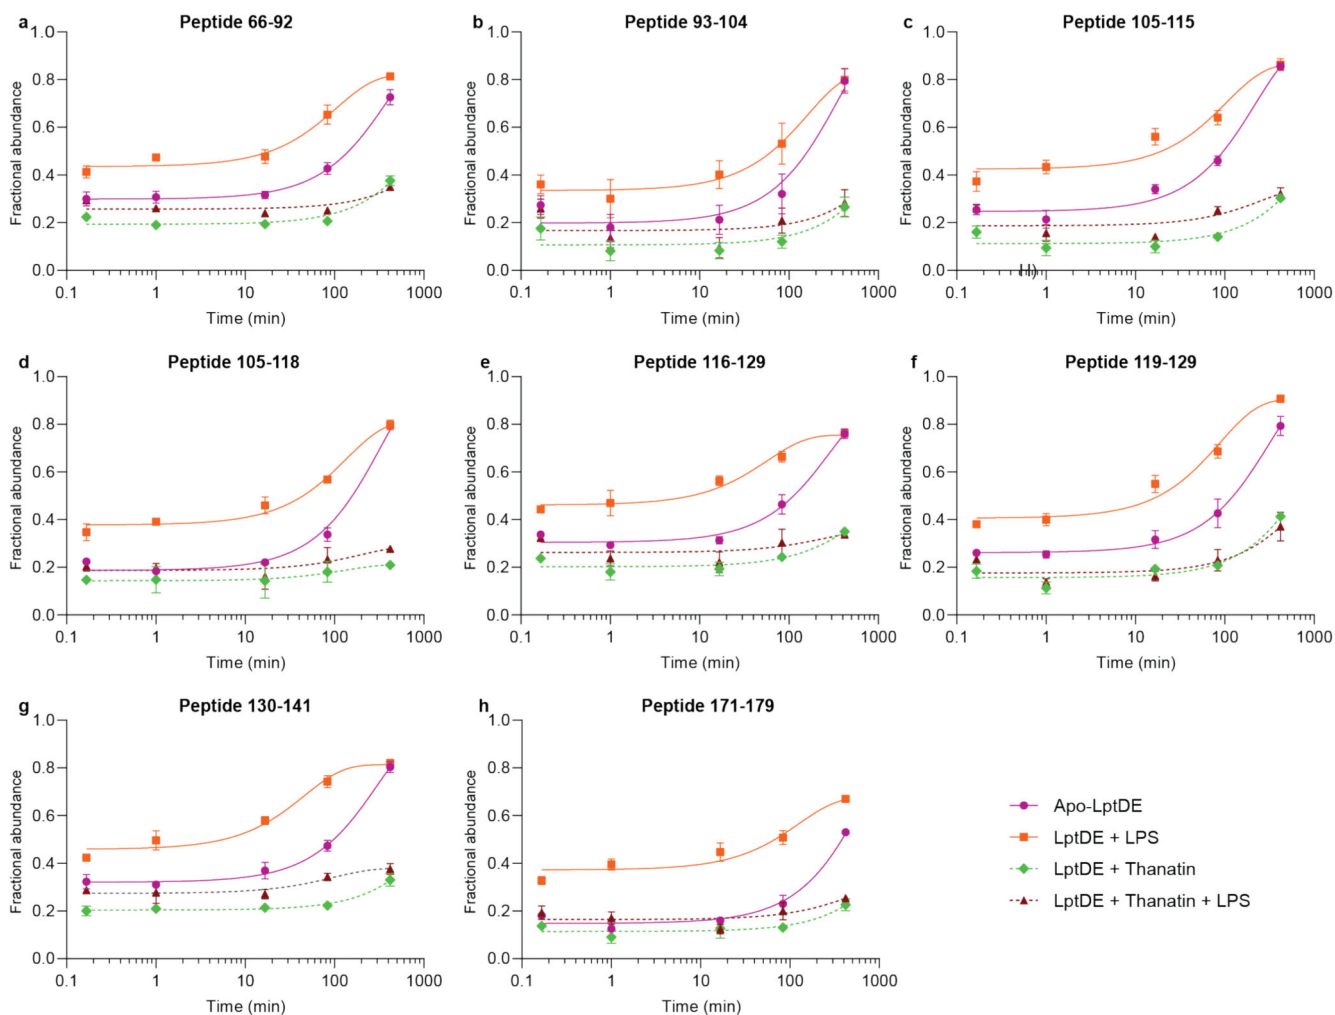 a Peptide 66-92
Fractional abundance
1.0
0.8
0.6
0.4
0.2
0.0
0.1 1 10 100 1000
Time (min)
b Peptide 93-104
Fractional abundance
1.0
0.8
0.6
0.4
0.2
0.0
0.1 1 10 100 1000
Time (min)
c Peptide 105-115
Fractional abundance
1.0
0.8
0.6
0.4
0.2
0.0
0.1 1 10 100 1000
Time (min)
d Peptide 105-118
Fractional abundance
1.0
0.8
0.6
0.4
0.2
0.0
0.1 1 10 100 1000
Time (min)
e Peptide 116-129
Fractional abundance
1.0
0.8
0.6
0.4
0.2
0.0
0.1 1 10 100 1000
Time (min)
f Peptide 119-129
Fractional abundance
1.0
0.8
0.6
0.4
0.2
0.0
0.1 1 10 100 1000
Time (min)
g Peptide 130-141
Fractional abundance
1.0
0.8
0.6
0.4
0.2
0.0
0.1 1 10 100 1000
Time (min)
h Peptide 171-179
Fractional abundance
1.0
0.8
0.6
0.4
0.2
0.0
0.1 1 10 100 1000
Time (min)
Apo-LptDE
LptDE + LPS
LptDE + Thanatin
LptDE + Thanatin + LPS